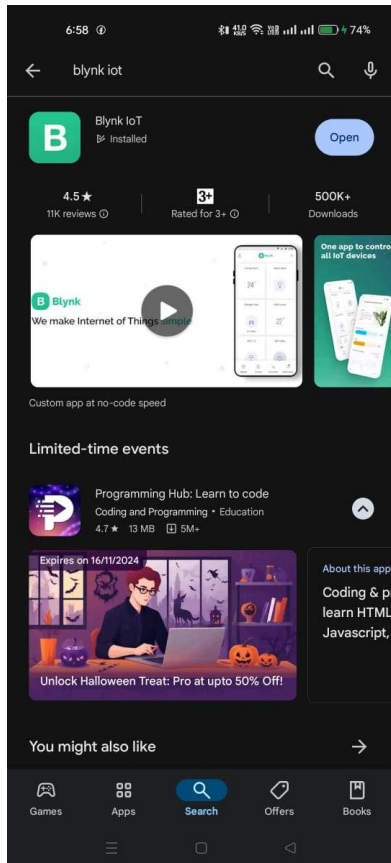 6:58
41.0 KB/S
74%
blynk iot
B
Blynk IoT
Installed
Open
4.5★
11K reviews
3+
Rated for 3+
500K+
Downloads
B Blynk
We make Internet of Things simple
One app to control
all IoT devices
Custom app at no-code speed
Limited-time events
Programming Hub: Learn to code
Coding and Programming • Education
4.7★ 13 MB 5M+
Expires on 16/11/2024
Unlock Halloween Treat: Pro at upto 50% Off!
About this app
Coding & p
learn HTML
Javascript,
You might also like
Games
Apps
Search
Offers
Books